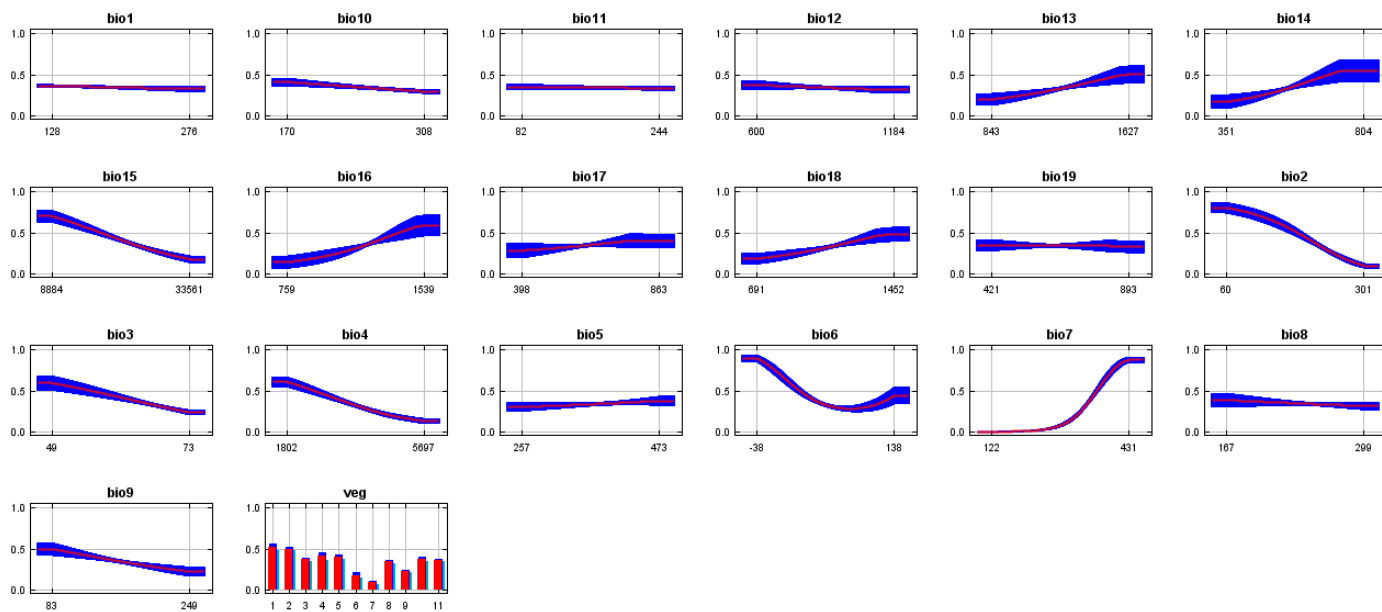 bio1 bio10 bio11 bio12 bio13 bio14
1.0 1.0 1.0 1.0 1.0 1.0
0.5 0.5 0.5 0.5 0.5 0.5
0.0 0.0 0.0 0.0 0.0 0.0
128 276 170 308 82 244 600 1184 843 1627 351 804
bio15 bio16 bio17 bio18 bio19 bio2
1.0 1.0 1.0 1.0 1.0 1.0
0.5 0.5 0.5 0.5 0.5 0.5
0.0 0.0 0.0 0.0 0.0 0.0
8884 33561 759 1539 398 863 691 1452 421 893 60 301
bio3 bio4 bio5 bio6 bio7 bio8
1.0 1.0 1.0 1.0 1.0 1.0
0.5 0.5 0.5 0.5 0.5 0.5
0.0 0.0 0.0 0.0 0.0 0.0
49 73 1802 5697 257 473 -38 138 122 431 167 299
bio9 veg
1.0 1.0
0.5 0.5
0.0 0.0
83 249 1 2 3 4 5 6 7 8 9 11